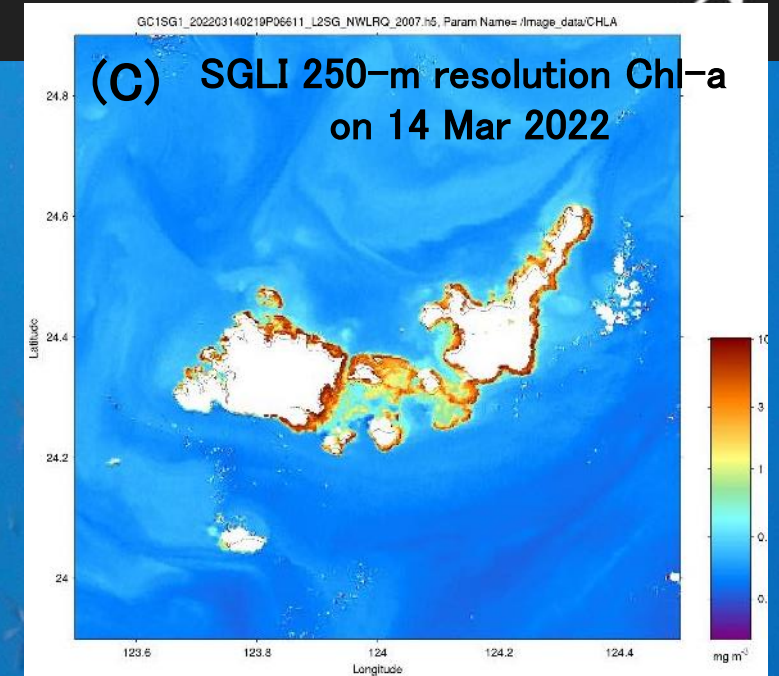 GC1SG1_202203140219P06611_L2SG_NWLRQ_2007.h5, Param Name= /Image_data/CHLA
(C) SGLI 250-m resolution Chl-a
on 14 Mar 2022
24.8
24.6
24.4
24.2
24
Latitude
123.6 123.8 124 124.2 124.4
Longitude
10
3
1
0.
0.
mg m⁻³